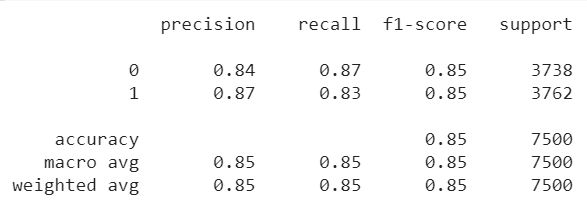 precision recall f1-score support
0 0.84 0.87 0.85 3738
1 0.87 0.83 0.85 3762
accuracy 0.85 7500
macro avg 0.85 0.85 0.85 7500
weighted avg 0.85 0.85 0.85 7500